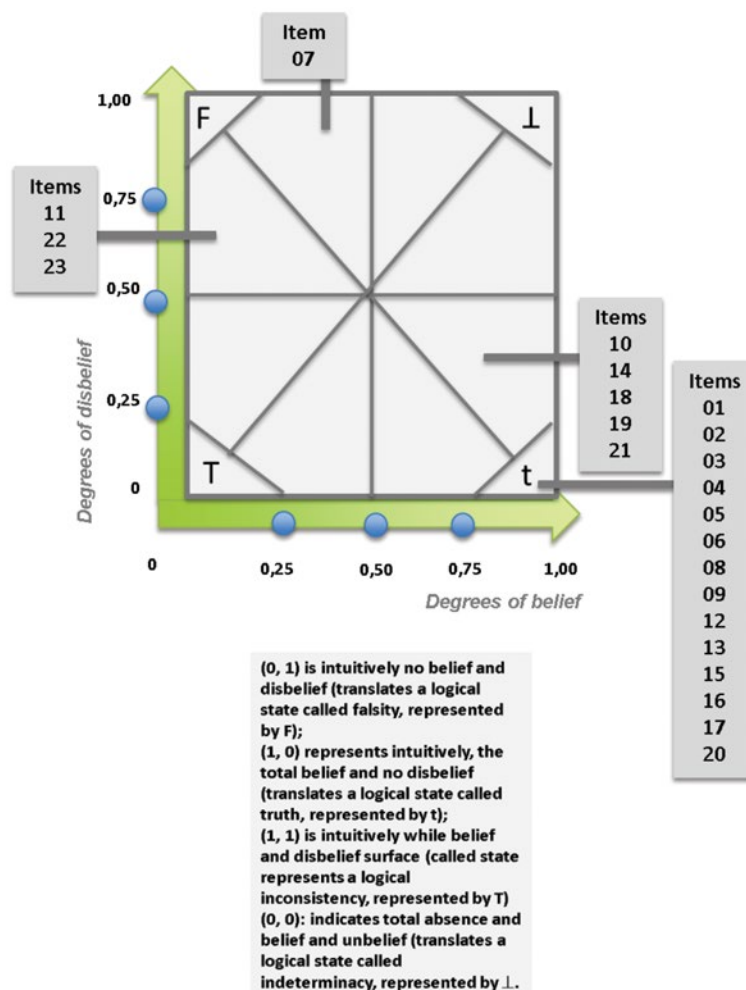 Item
07
1,00
F
⊥
Items
11
22
23
0,75
0,50
Degrees of disbelief
0,25
0
T
t
Items
10
14
18
19
21
Items
01
02
03
04
05
06
08
09
12
13
15
16
17
20
0
0,25
0,50
0,75
1,00
Degrees of belief
(0, 1) is intuitively no belief and
disbelief (translates a logical
state called falsity, represented
by F);
(1, 0) represents intuitively, the
total belief and no disbelief
(translates a logical state called
truth, represented by t);
(1, 1) is intuitively while belief
and disbelief surface (called state
represents a logical
inconsistency, represented by T)
(0, 0): indicates total absence and
belief and unbelief (translates a
logical state called
indeterminacy, represented by ⊥.